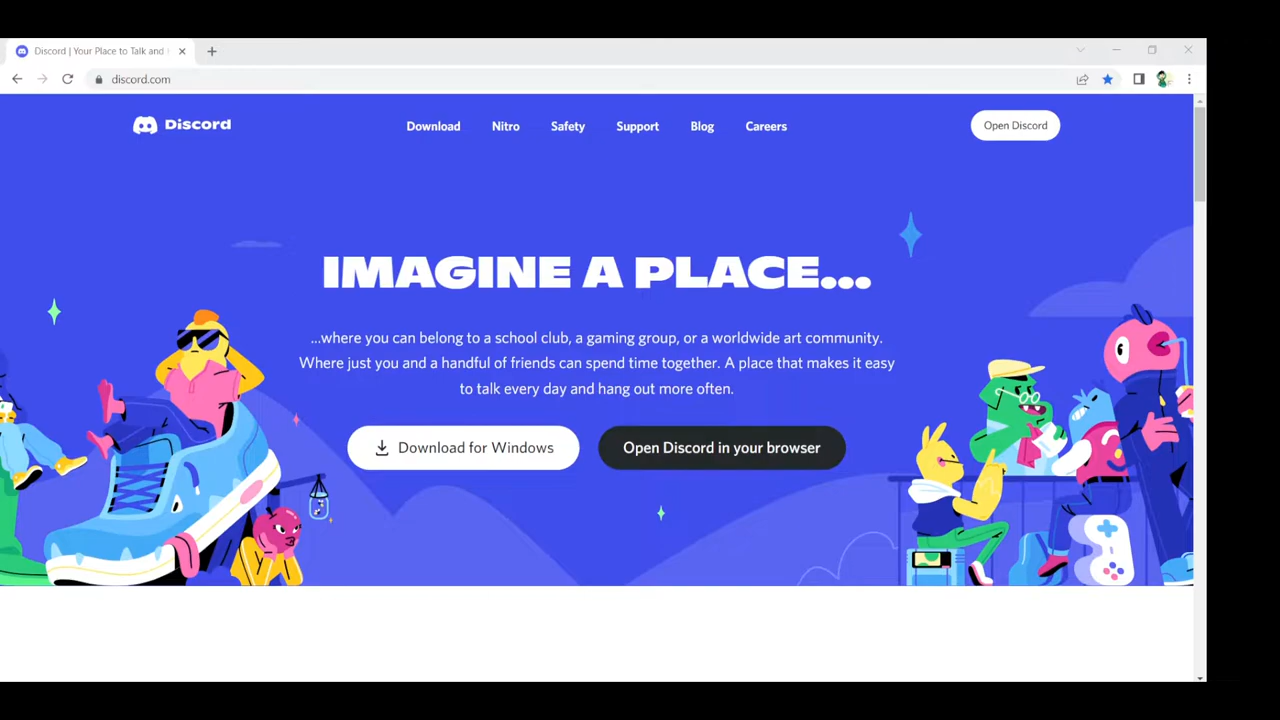 Discord | Your Place to Talk and
discord.com
Discord
Download
Nitro
Safety
Support
Blog
Careers
Open Discord
IMAGINE A PLACE...
...where you can belong to a school club, a gaming group, or a worldwide art community.
Where just you and a handful of friends can spend time together. A place that makes it easy
to talk every day and hang out more often.
Download for Windows
Open Discord in your browser